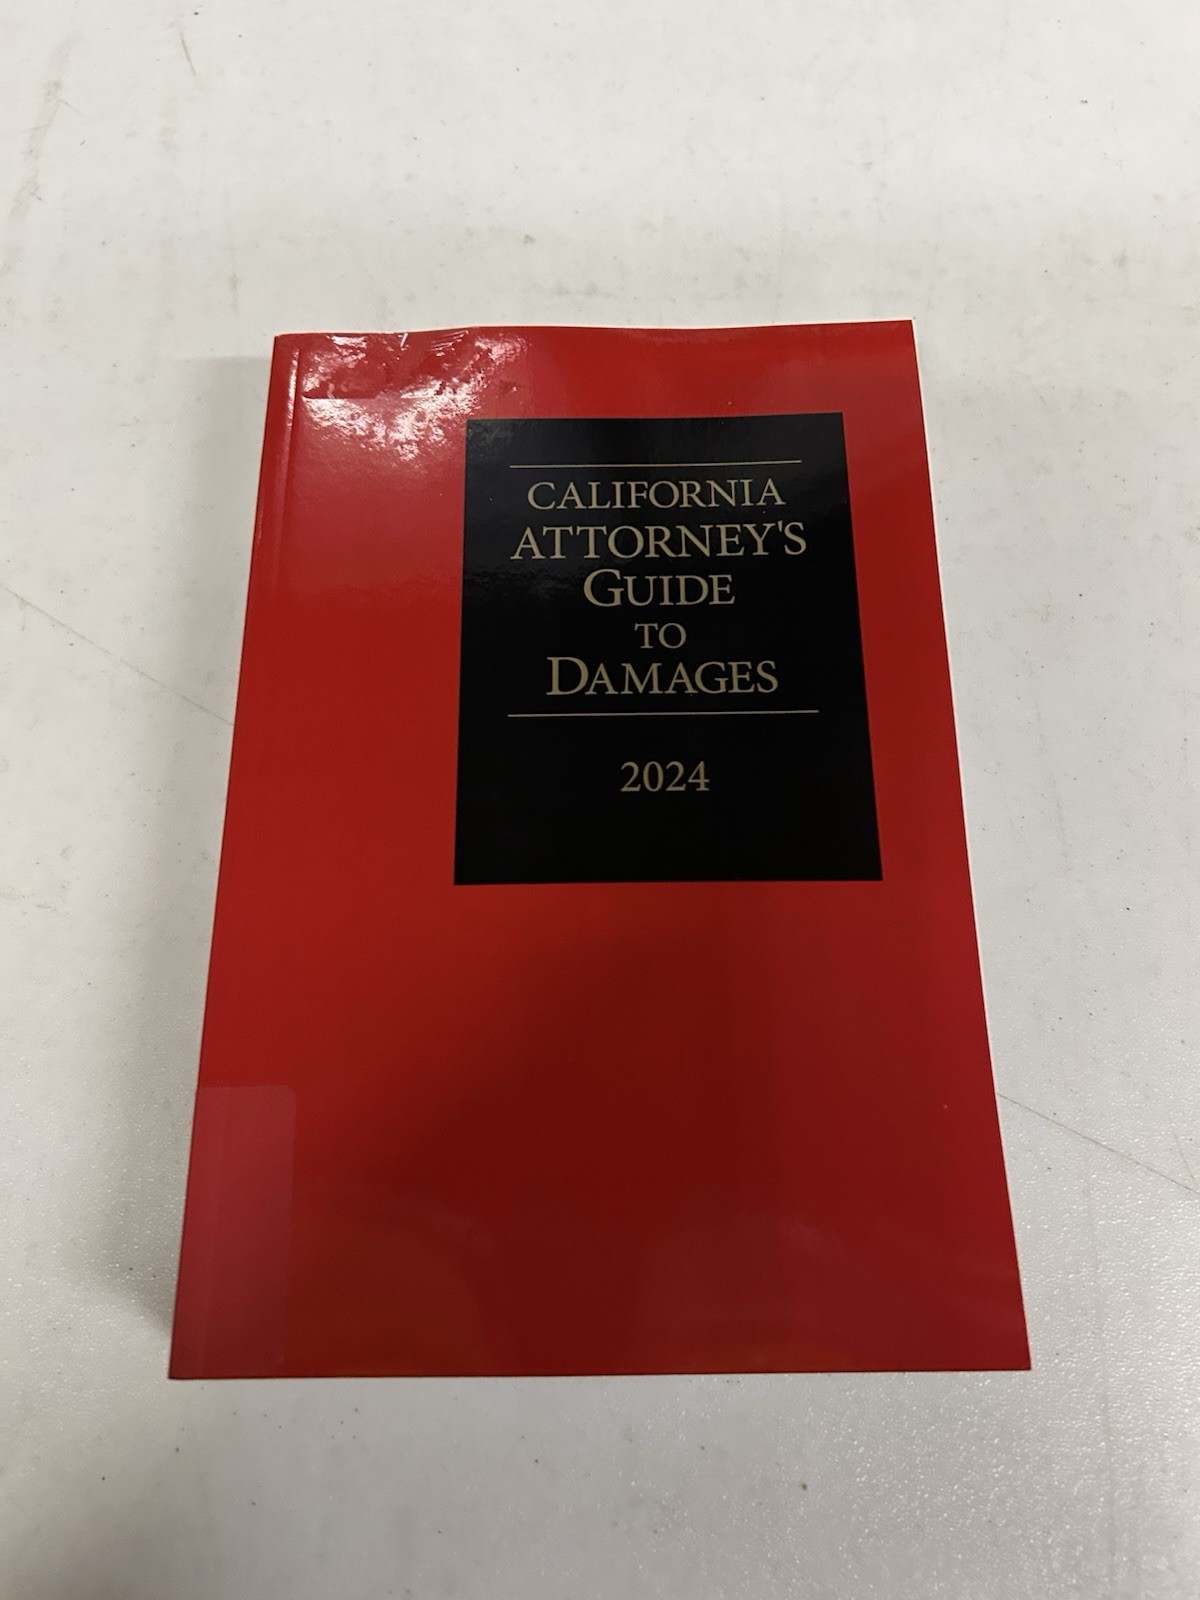 CALIFORNIA
ATTORNEY'S
GUIDE
TO
DAMAGES
2024